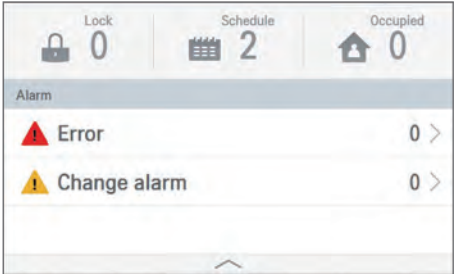 Lock
0
Schedule
2
Occupied
0
Alarm
Error 0
Change alarm 0